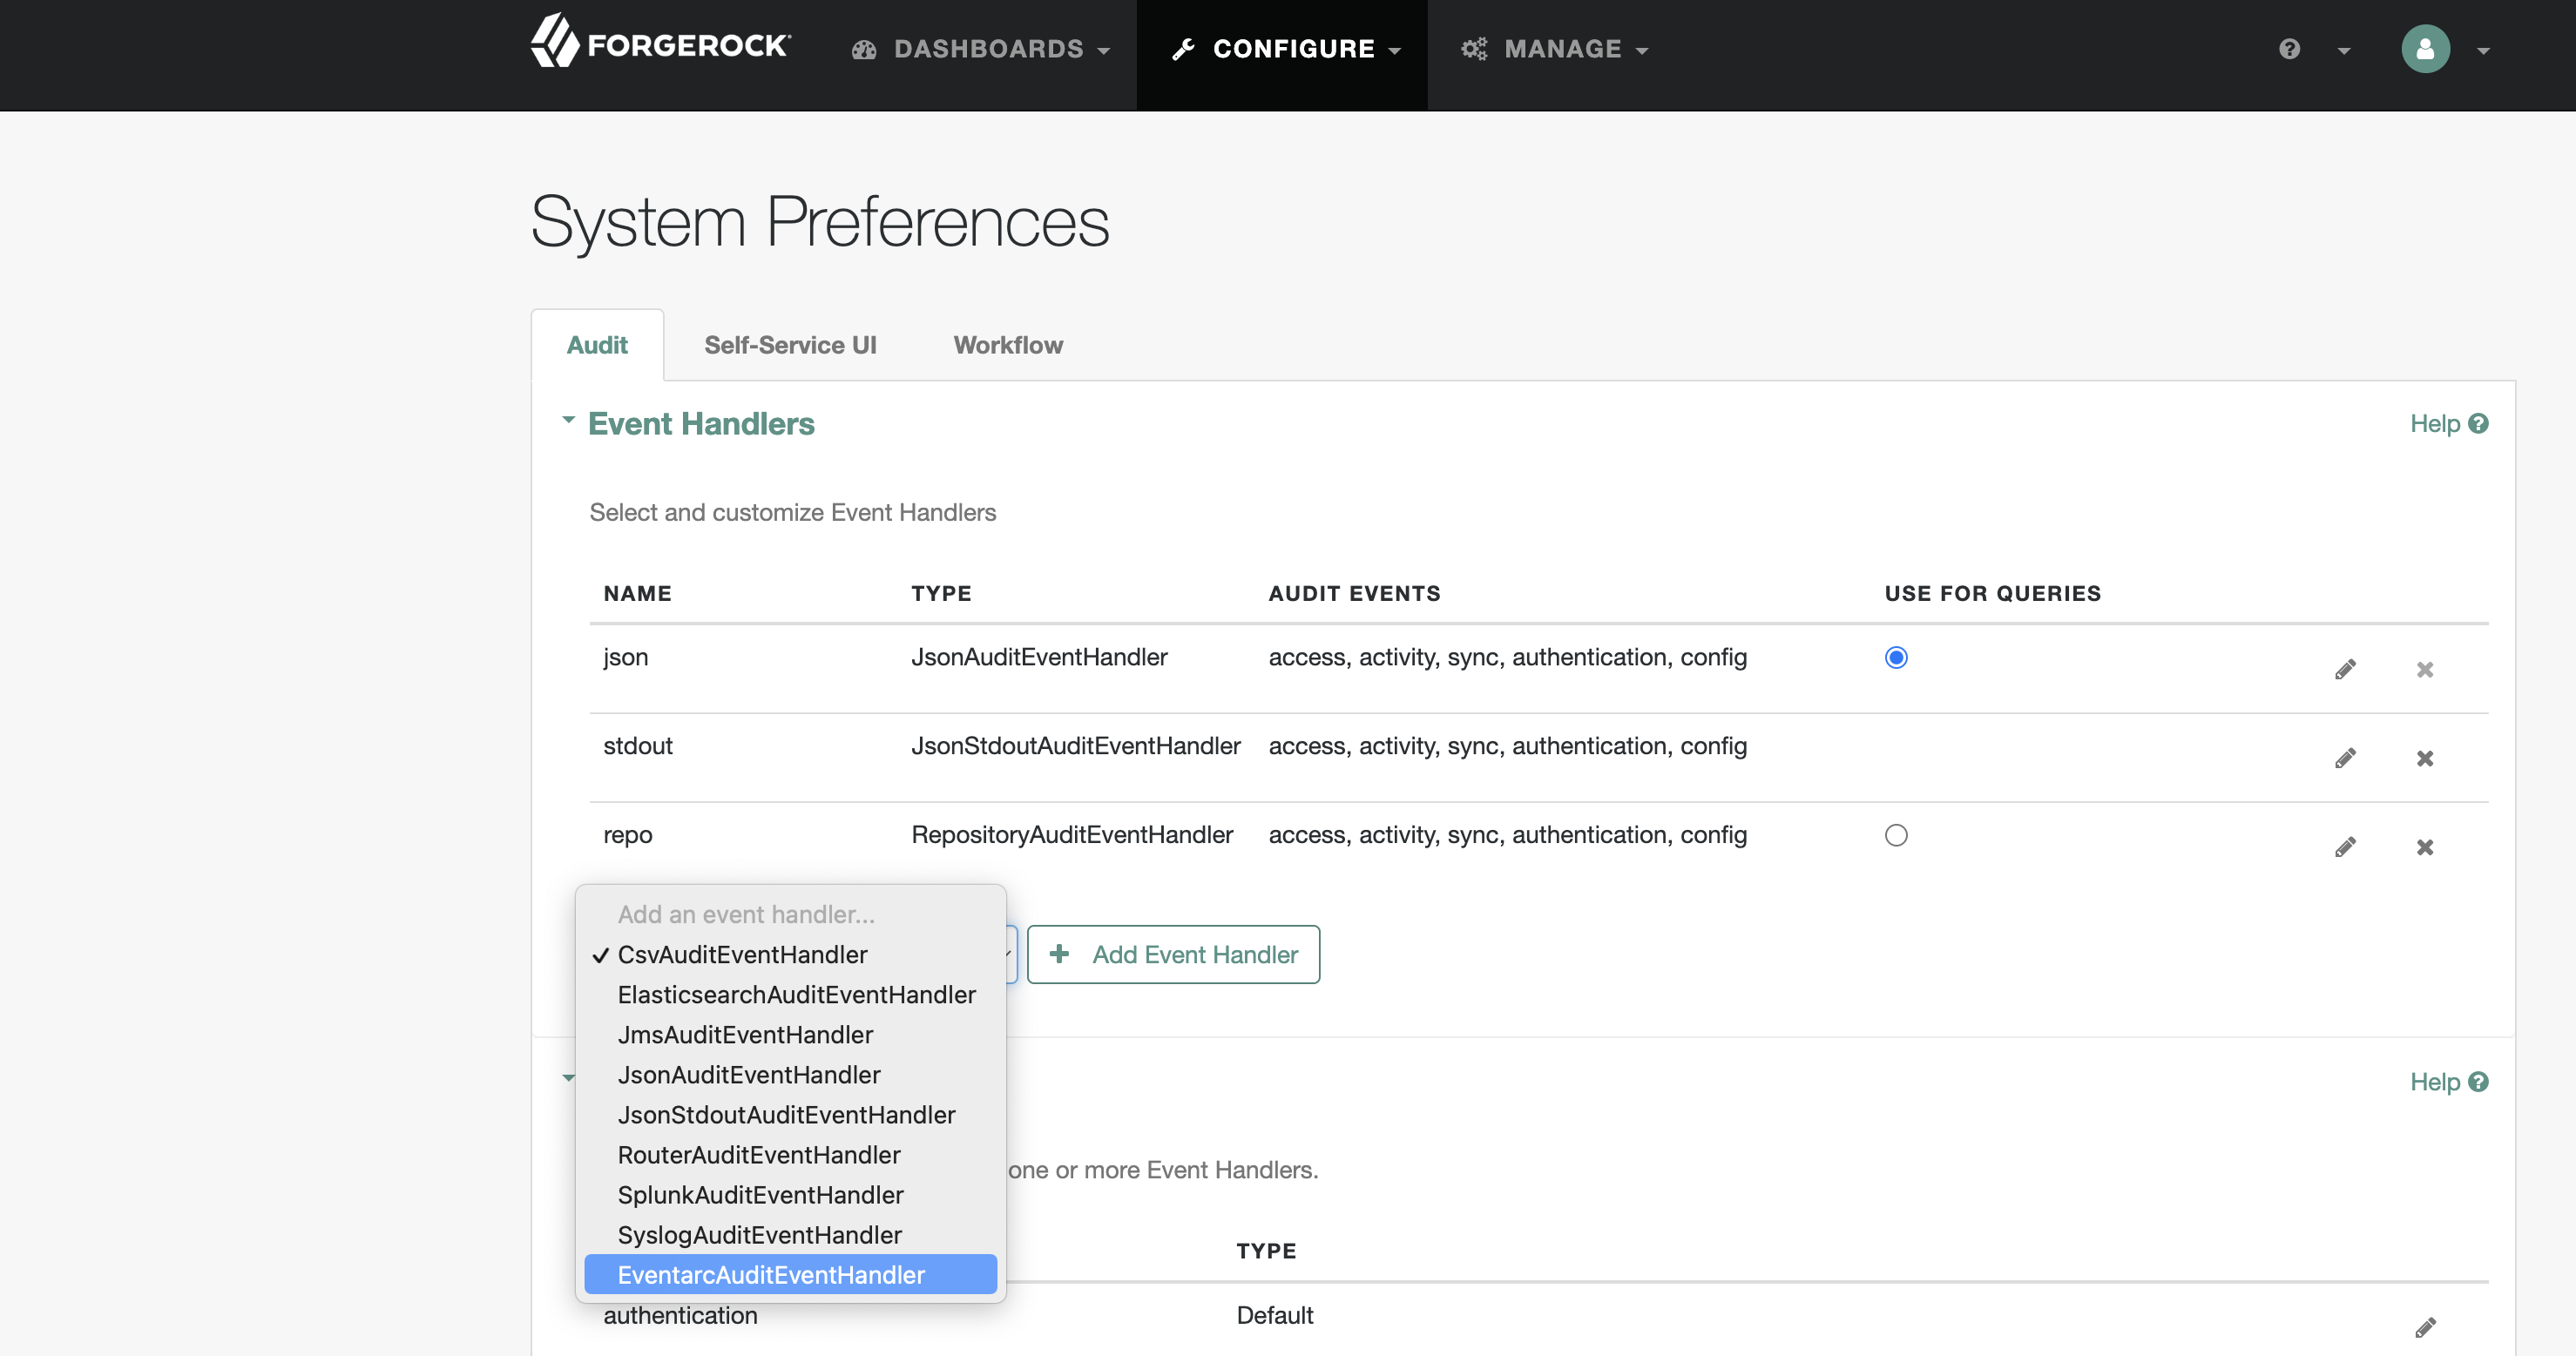 FORGEROCK
DASHBOARDS
CONFIGURE
MANAGE
System Preferences
Audit
Self-Service UI
Workflow
Event Handlers
Help
Select and customize Event Handlers
NAME TYPE AUDIT EVENTS USE FOR QUERIES
json JsonAuditEventHandler access, activity, sync, authentication, config
stdout JsonStdoutAuditEventHandler access, activity, sync, authentication, config
repo RepositoryAuditEventHandler access, activity, sync, authentication, config
Add an event handler...
CsvAuditEventHandler
ElasticsearchAuditEventHandler
JmsAuditEventHandler
JsonAuditEventHandler
JsonStdoutAuditEventHandler
RouterAuditEventHandler
SplunkAuditEventHandler
SyslogAuditEventHandler
EventarcAuditEventHandler
Add Event Handler
Help
one or more Event Handlers.
TYPE
authentication Default